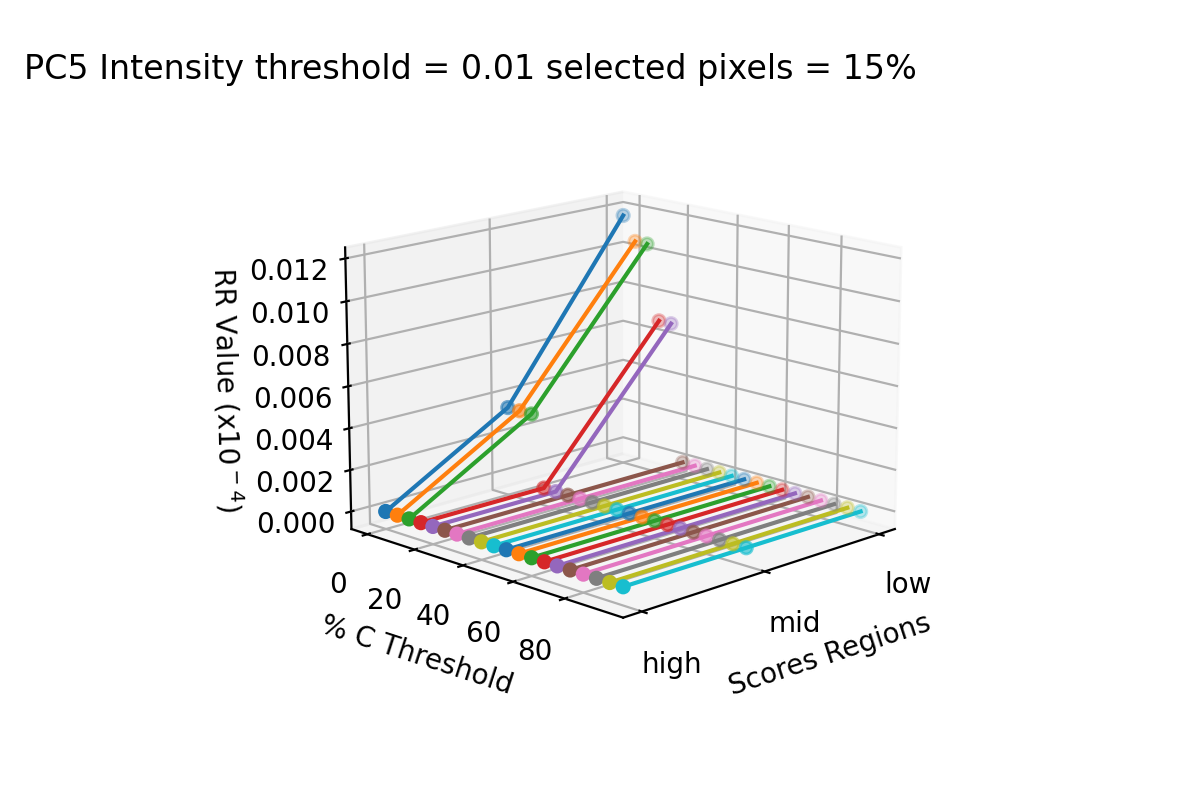 PC5 Intensity threshold = 0.01 selected pixels = 15%
RR Value (x10⁻⁴)
0.012
0.010
0.008
0.006
0.004
0.002
0.000
0
20
40
60
80
% C Threshold
high
mid
low
Scores Regions